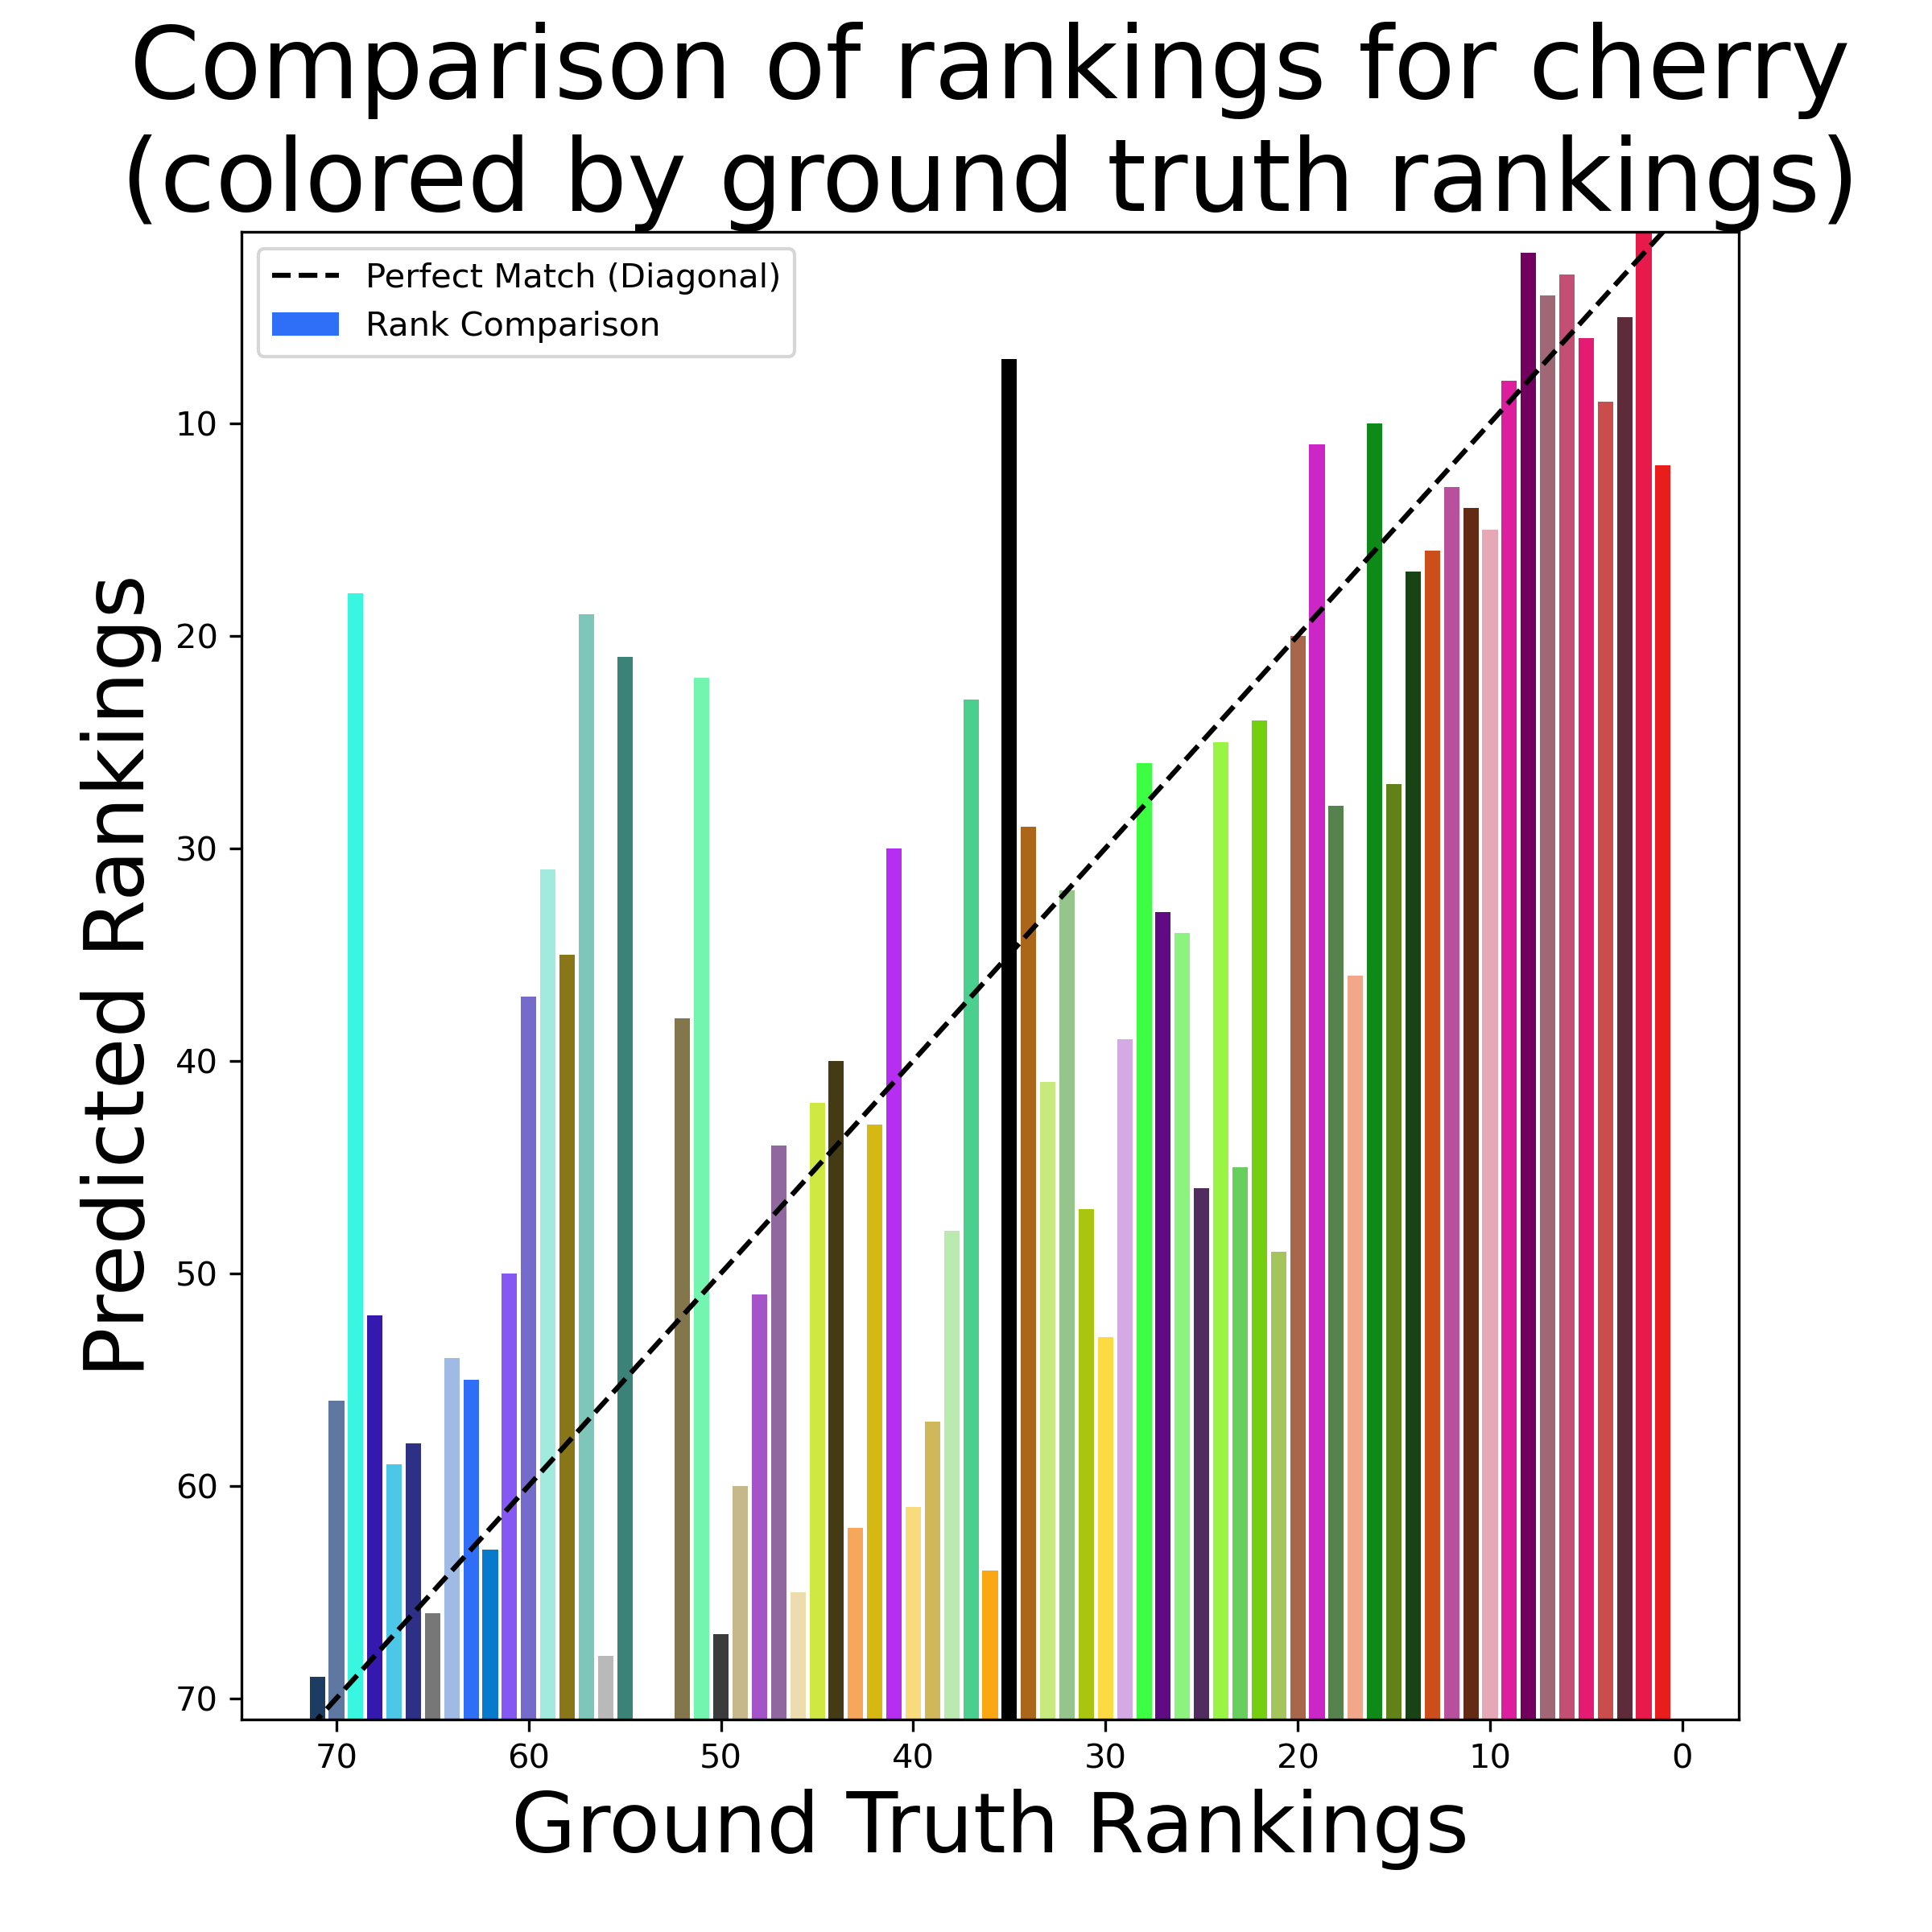 Comparison of rankings for cherry
(colored by ground truth rankings)
Perfect Match (Diagonal)
Rank Comparison
10
20
30
40
50
60
70
Predicted Rankings
70 60 50 40 30 20 10 0
Ground Truth Rankings